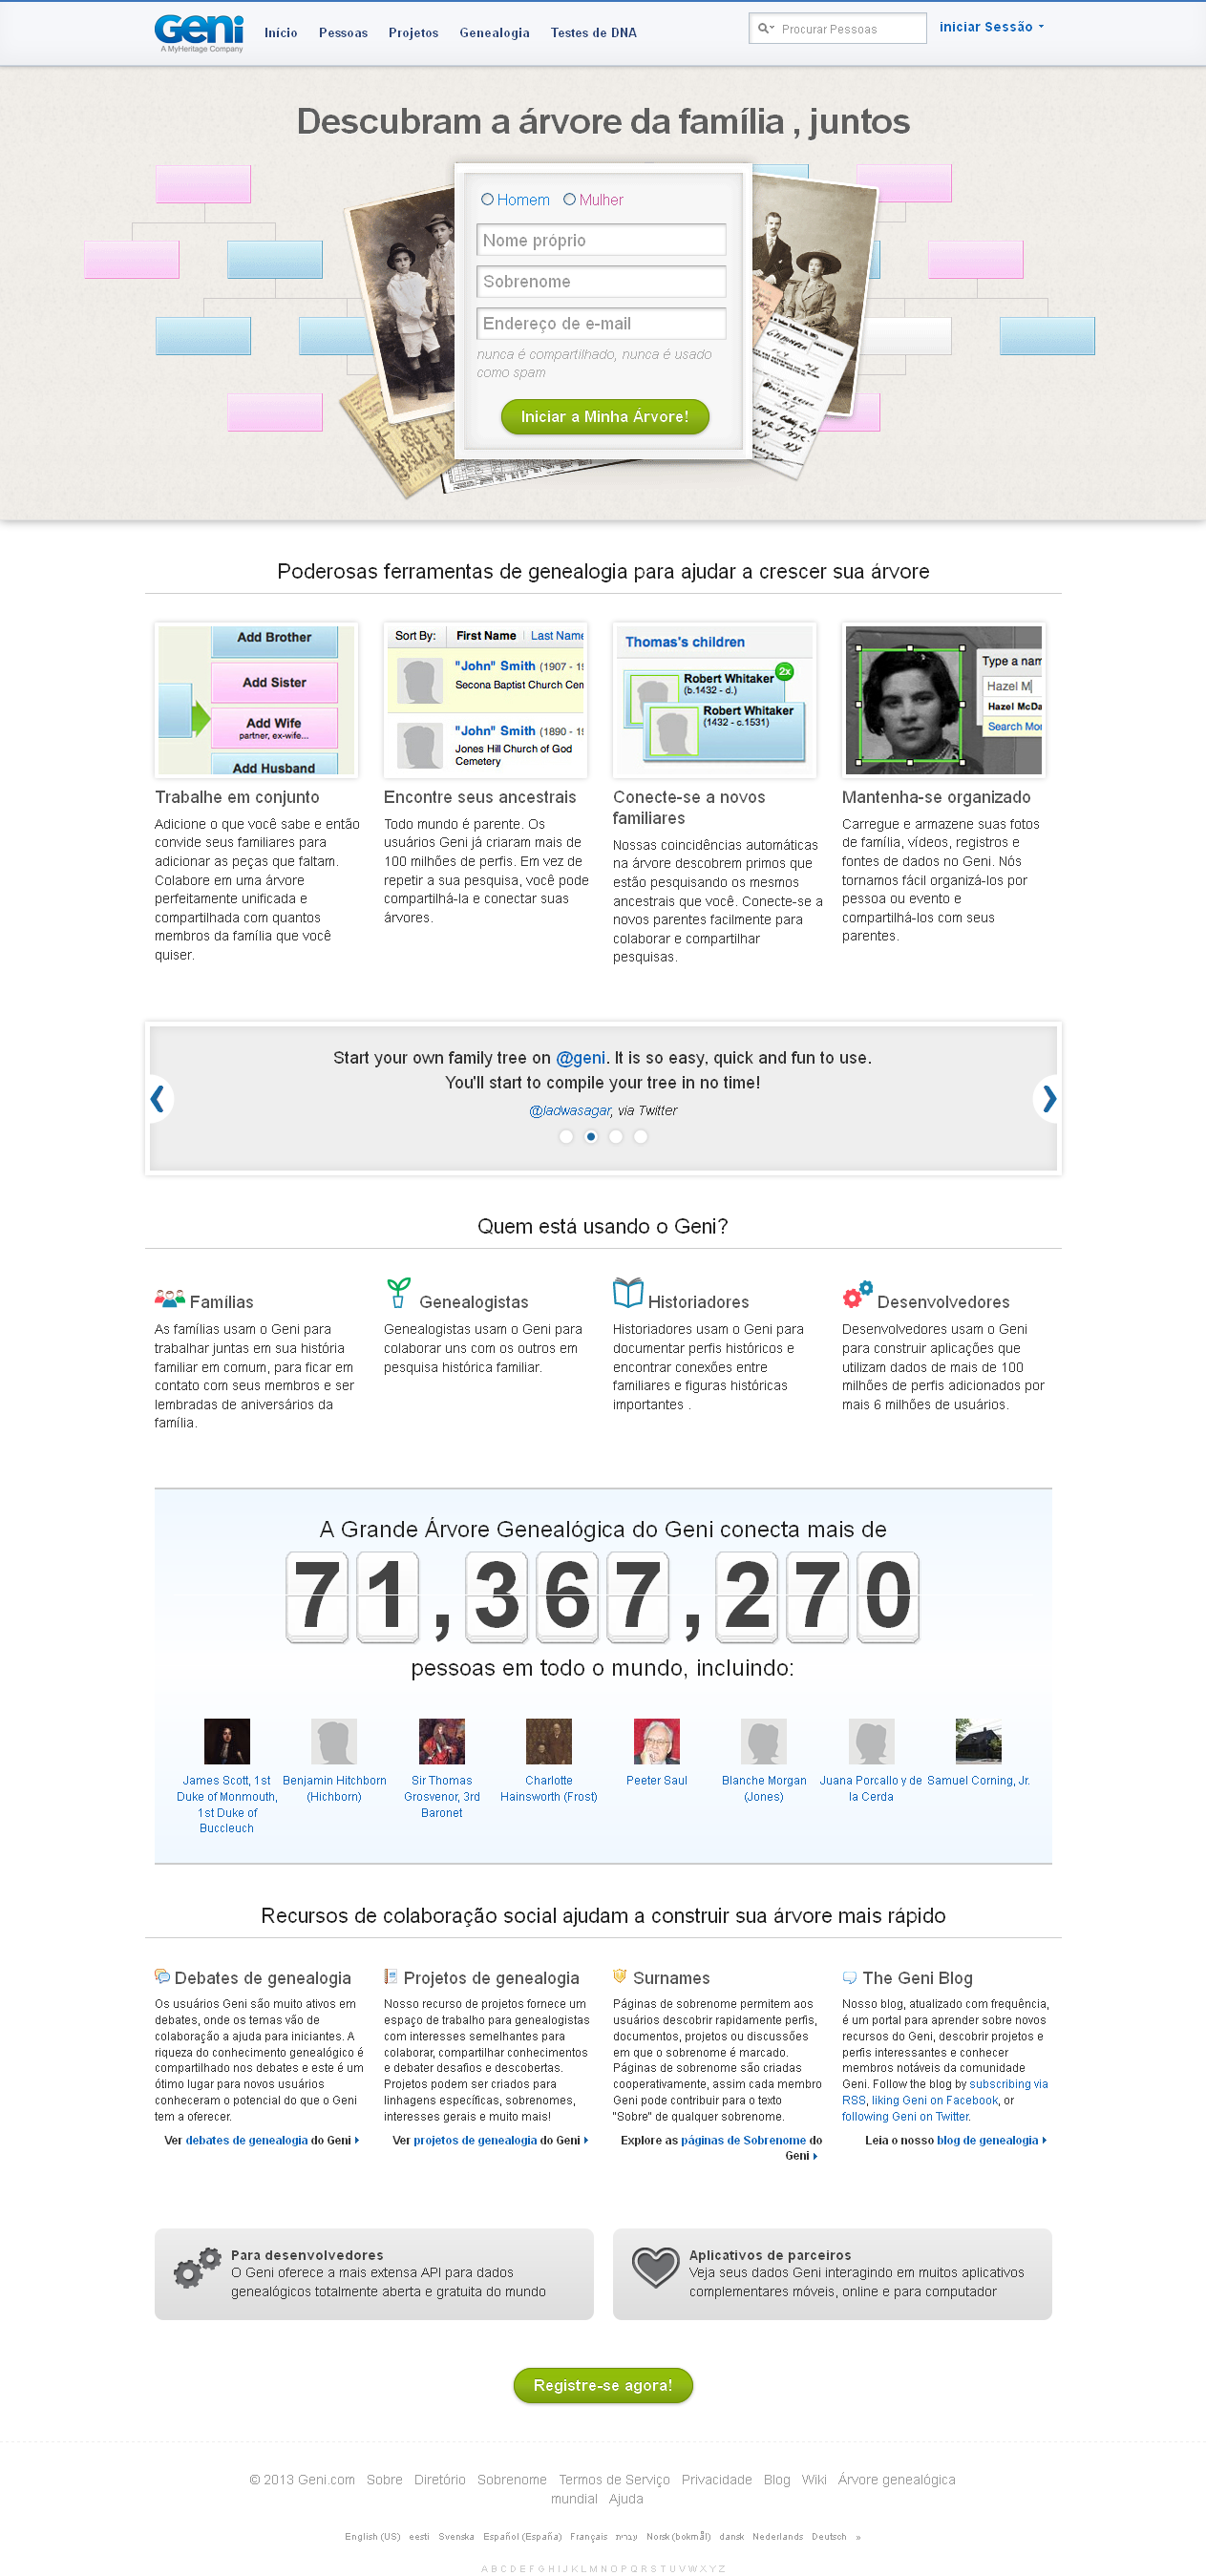 Geni
A MyHeritage Company
Início Pessoas Projetos Genealogia Testes de DNA
Procurar Pessoas
iniciar Sessão
Descubram a árvore da família , juntos
Homem Mulher
Nome próprio
Sobrenome
Endereço de e-mail
nunca é compartilhado, nunca é usado
como spam
Iniciar a Minha Árvore!
Poderosas ferramentas de genealogia para ajudar a crescer sua árvore
Add Brother
Add Sister
Add Wife
partner, ex-wife...
Add Husband
Trabalhe em conjunto
Adicione o que você sabe e então
convide seus familiares para
adicionar as peças que faltam.
Colabore em uma árvore
perfeitamente unificada e
compartilhada com quantos
membros da família que você
quiser.
Sort By: First Name Last Name
"John" Smith (1907 - 19
Secona Baptist Church Cem
"John" Smith (1890 - 19
Jones Hill Church of God
Cemetery
Encontre seus ancestrais
Todo mundo é parente. Os
usuários Geni já criaram mais de
100 milhões de perfis. Em vez de
repetir a sua pesquisa, você pode
compartilhá-la e conectar suas
árvores.
Thomas's children
2x
Robert Whitaker
(b.1432 - d.)
Robert Whitaker
(1432 - c.1531)
Conecte-se a novos
familiares
Nossas coincidências automáticas
na árvore descobrem primos que
estão pesquisando os mesmos
ancestrais que você. Conecte-se a
novos parentes facilmente para
colaborar e compartilhar
pesquisas.
Type a nam
Hazel M
Hazel McDa
Search Mor
Mantenha-se organizado
Carregue e armazene suas fotos
de família, vídeos, registros e
fontes de dados no Geni. Nós
tornamos fácil organizá-los por
pessoa ou evento e
compartilhá-los com seus
parentes.
Start your own family tree on @geni. It is so easy, quick and fun to use.
You'll start to compile your tree in no time!
@ladwasagar, via Twitter
Quem está usando o Geni?
Famílias
As famílias usam o Geni para
trabalhar juntas em sua história
familiar em comum, para ficar em
contato com seus membros e ser
lembradas de aniversários da
família.
Genealogistas
Genealogistas usam o Geni para
colaborar uns com os outros em
pesquisa histórica familiar.
Historiadores
Historiadores usam o Geni para
documentar perfis históricos e
encontrar conexões entre
familiares e figuras históricas
importantes .
Desenvolvedores
Desenvolvedores usam o Geni
para construir aplicações que
utilizam dados de mais de 100
milhões de perfis adicionados por
mais 6 milhões de usuários.
A Grande Árvore Genealógica do Geni conecta mais de
71,367,270
pessoas em todo o mundo, incluindo:
James Scott, 1st
Duke of Monmouth,
1st Duke of
Buccleuch
Benjamin Hitchborn
(Hichborn)
Sir Thomas
Grosvenor, 3rd
Baronet
Charlotte
Hainsworth (Frost)
Peeter Saul
Blanche Morgan
(Jones)
Juana Porcallo y de
la Cerda
Samuel Corning, Jr.
Recursos de colaboração social ajudam a construir sua árvore mais rápido
Debates de genealogia
Os usuários Geni são muito ativos em
debates, onde os temas vão de
colaboração a ajuda para iniciantes. A
riqueza do conhecimento genealógico é
compartilhado nos debates e este é um
ótimo lugar para novos usuários
conheceram o potencial do que o Geni
tem a oferecer.
Ver debates de genealogia do Geni
Projetos de genealogia
Nosso recurso de projetos fornece um
espaço de trabalho para genealogistas
com interesses semelhantes para
colaborar, compartilhar conhecimentos
e debater desafios e descobertas.
Projetos podem ser criados para
linhagens específicas, sobrenomes,
interesses gerais e muito mais!
Ver projetos de genealogia do Geni
Surnames
Páginas de sobrenome permitem aos
usuários descobrir rapidamente perfis,
documentos, projetos ou discussões
em que o sobrenome é marcado.
Páginas de sobrenome são criadas
cooperativamente, assim cada membro
Geni pode contribuir para o texto
"Sobre" de qualquer sobrenome.
Explore as páginas de Sobrenome do
Geni
The Geni Blog
Nosso blog, atualizado com frequência,
é um portal para aprender sobre novos
recursos do Geni, descobrir projetos e
perfis interessantes e conhecer
membros notáveis da comunidade
Geni. Follow the blog by subscribing via
RSS, liking Geni on Facebook, or
following Geni on Twitter.
Leia o nosso blog de genealogia
Para desenvolvedores
O Geni oferece a mais extensa API para dados
genealógicos totalmente aberta e gratuita do mundo
Aplicativos de parceiros
Veja seus dados Geni interagindo em muitos aplicativos
complementares móveis, online e para computador
Registre-se agora!
© 2013 Geni.com Sobre Diretório Sobrenome Termos de Serviço Privacidade Blog Wiki Árvore genealógica
mundial Ajuda
English (US) eesti Svenska Español (España) Français עברית Norsk (bokmål) dansk Nederlands Deutsch »
A B C D E F G H I J K L M N O P Q R S T U V W X Y Z